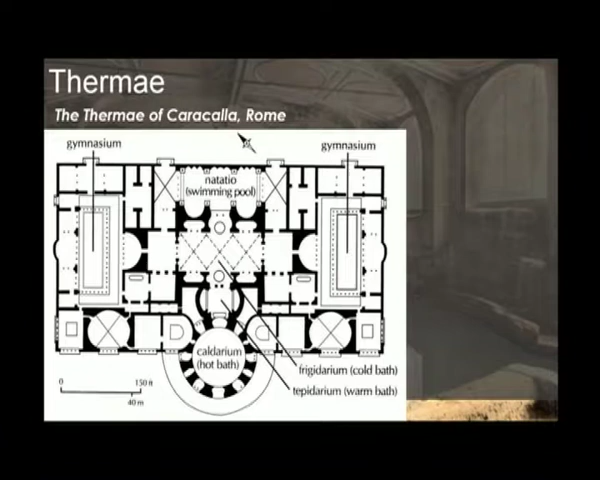 Thermae
The Thermae of Caracalla, Rome
gymnasium
gymnasium
natatio
(swimming pool)
caldarium
(hot bath)
frigidarium (cold bath)
tepidarium (warm bath)
0
150 ft
40 m